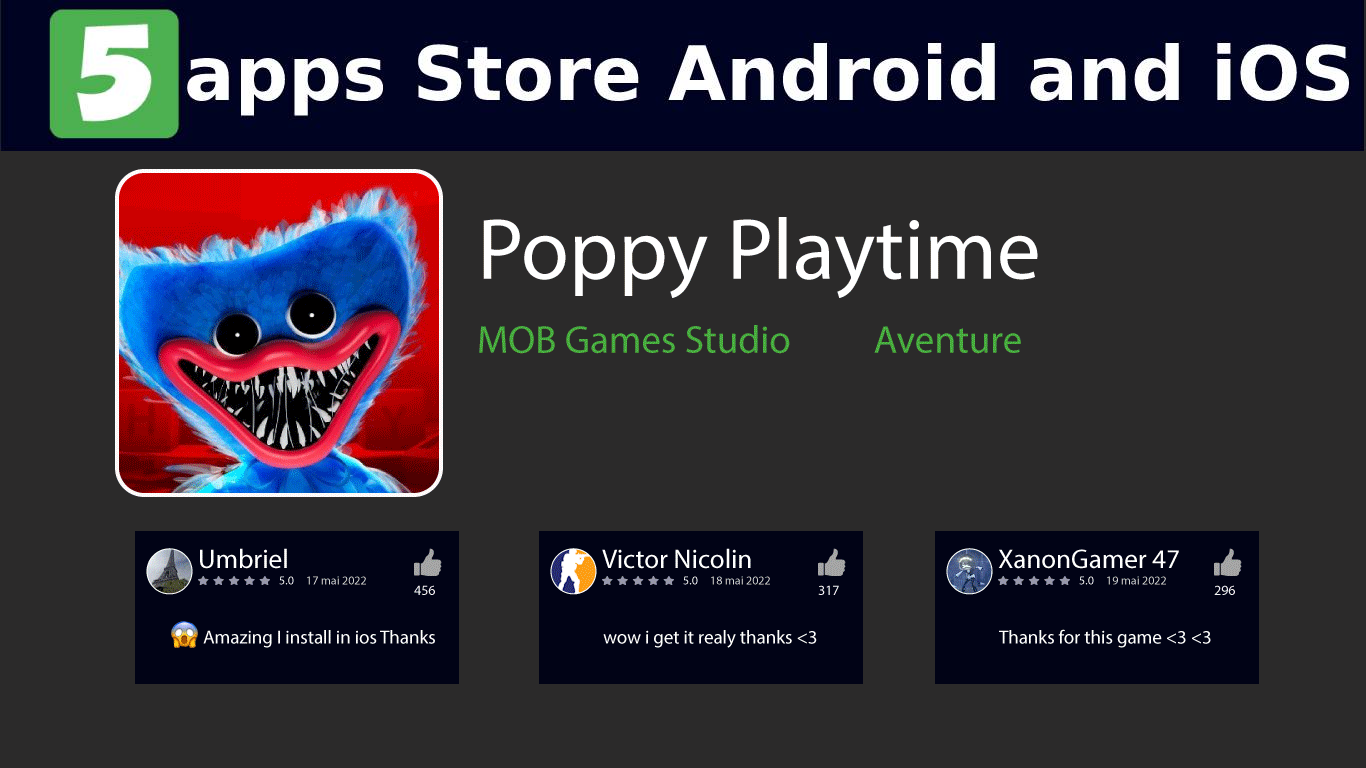 5 apps Store Android and iOS
Poppy Playtime
MOB Games Studio Aventure
Umbriel
5.0 17 mai 2022
456
😱 Amazing I install in ios Thanks
Victor Nicolin
5.0 18 mai 2022
317
wow i get it realy thanks <3
XanonGamer 47
5.0 19 mai 2022
296
Thanks for this game <3 <3